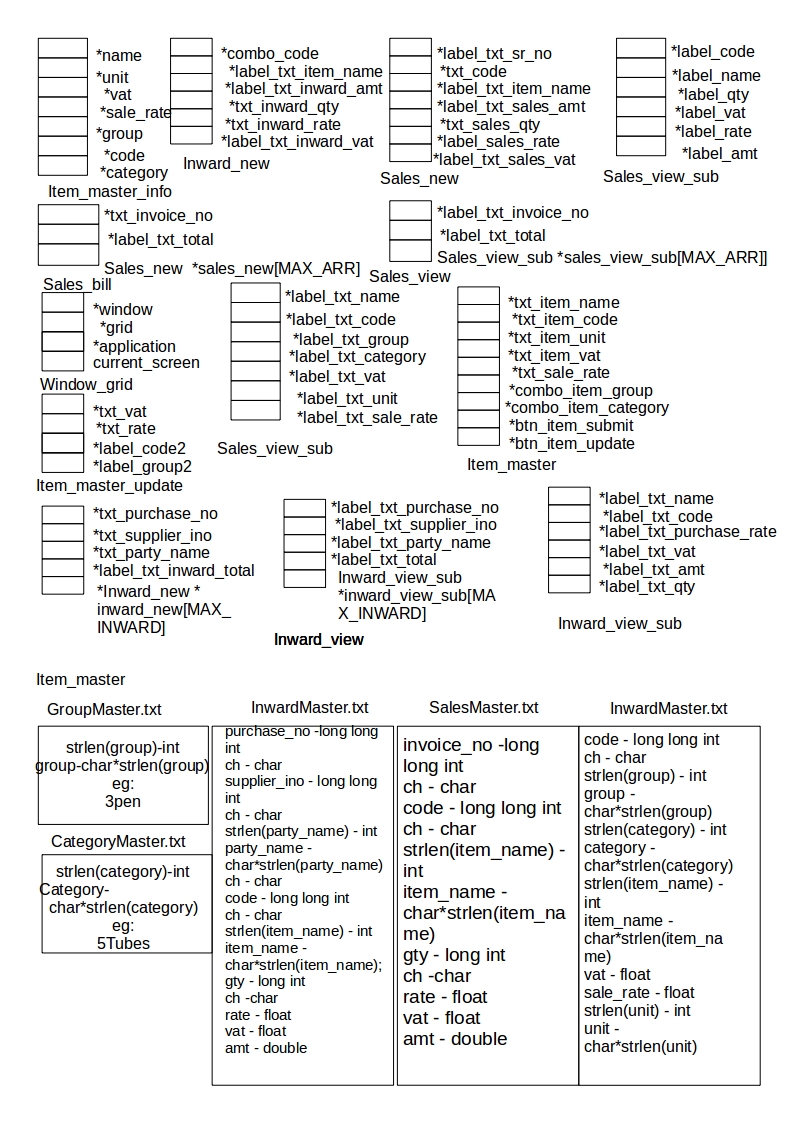 *name
*unit
*vat
*sale_rate
*group
*code
*category
Item_master_info
*combo_code
*label_txt_item_name
*label_txt_inward_amt
*txt_inward_qty
*txt_inward_rate
*label_txt_inward_vat
Inward_new
*label_txt_sr_no
*txt_code
*label_txt_item_name
*label_txt_sales_amt
*txt_sales_qty
*label_sales_rate
*label_txt_sales_vat
Sales_new
*label_code
*label_name
*label_qty
*label_vat
*label_rate
*label_amt
Sales_view_sub
*txt_invoice_no
*label_txt_total
Sales_new *sales_new[MAX_ARR]
Sales_bill
*label_txt_invoice_no
*label_txt_total
Sales_view_sub *sales_view_sub[MAX_ARR]]
Sales_view
*window
*grid
*application
current_screen
Window_grid
*label_txt_name
*label_txt_code
*label_txt_group
*label_txt_category
*label_txt_vat
*label_txt_unit
*label_txt_sale_rate
Sales_view_sub
*txt_item_name
*txt_item_code
*txt_item_unit
*txt_item_vat
*txt_sale_rate
*combo_item_group
*combo_item_category
*btn_item_submit
*btn_item_update
Item_master
*txt_vat
*txt_rate
*label_code2
*label_group2
Item_master_update
*txt_purchase_no
*txt_supplier_ino
*txt_party_name
*label_txt_inward_total
*Inward_new *
inward_new[MAX_
INWARD]
*label_txt_purchase_no
*label_txt_supplier_ino
*label_txt_party_name
*label_txt_total
Inward_view_sub
*inward_view_sub[MA
X_INWARD]
Inward_view
*label_txt_name
*label_txt_code
*label_txt_purchase_rate
*label_txt_vat
*label_txt_amt
*label_txt_qty
Inward_view_sub
Item_master
GroupMaster.txt
strlen(group)-int
group-char*strlen(group)
eg:
3pen
CategoryMaster.txt
strlen(category)-int
Category-
char*strlen(category)
eg:
5Tubes
InwardMaster.txt
purchase_no -long long
int
ch - char
supplier_ino - long long
int
ch - char
strlen(party_name) - int
party_name -
char*strlen(party_name)
ch - char
code - long long int
ch - char
strlen(item_name) - int
item_name -
char*strlen(item_name);
gty - long int
ch -char
rate - float
vat - float
amt - double
SalesMaster.txt
invoice_no -long
long int
ch - char
code - long long int
ch - char
strlen(item_name) -
int
item_name -
char*strlen(item_na
me)
gty - long int
ch -char
rate - float
vat - float
amt - double
InwardMaster.txt
code - long long int
ch - char
strlen(group) - int
group -
char*strlen(group)
strlen(category) - int
category -
char*strlen(category)
strlen(item_name) -
int
item_name -
char*strlen(item_na
me)
vat - float
sale_rate - float
strlen(unit) - int
unit -
char*strlen(unit)